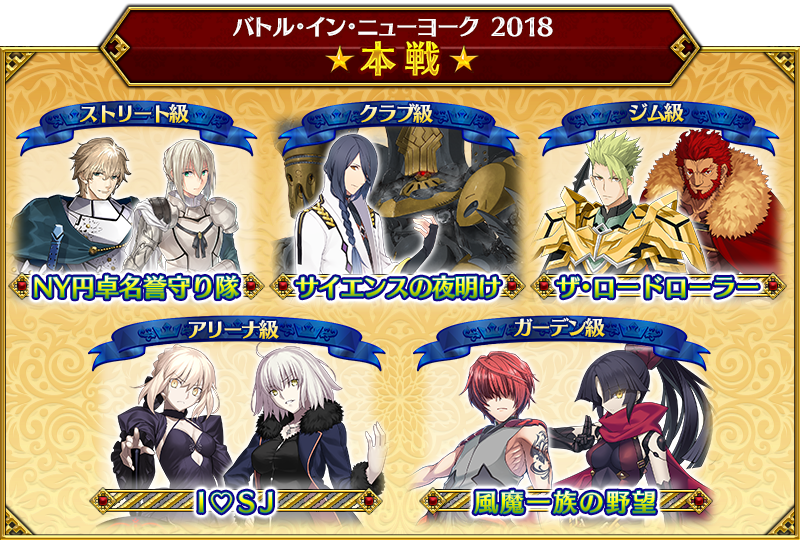 バトル・イン・ニューヨーク 2018
★本戦★
ストリート級
クラブ級
ジム級
NY円卓名誉守り隊
サイエンスの夜明け
ザ・ロードローラー
アリーナ級
ガーデン級
I♡SJ
風魔一族の野望